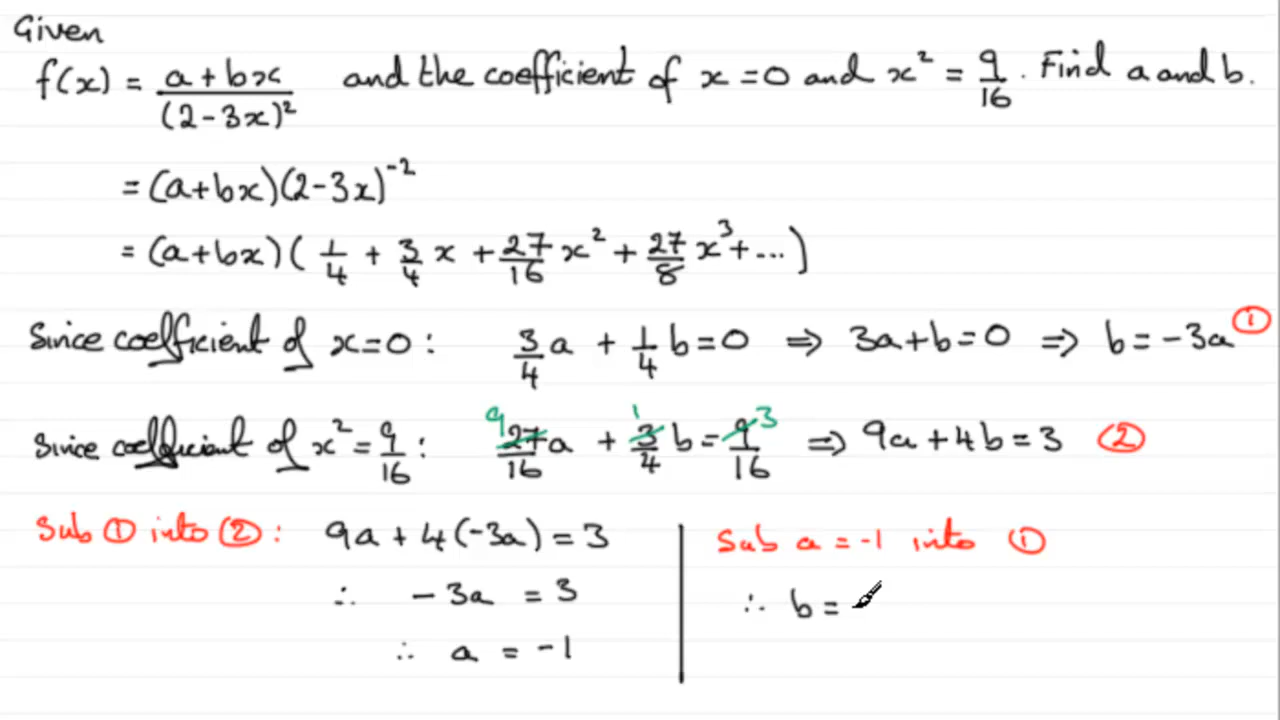 Given
f(x) = a + bx / (2 - 3x)² and the coefficient of x = 0 and x² = 9/16. Find a and b.
= (a + bx)(2 - 3x)⁻²
= (a + bx)(1/4 + 3/4 x + 27/16 x² + 27/8 x³ + ...)
Since coefficient of x = 0 : 3/4 a + 1/4 b = 0 ⇒ 3a + b = 0 ⇒ b = -3a ①
9 1 3
Since coefficient of x² = 9/16 : 27/16 a + 3/4 b = 9/16 ⇒ 9a + 4b = 3 ②
Sub ① into ② : 9a + 4(-3a) = 3
∴ -3a = 3
∴ a = -1
Sub a = -1 into ①
∴ b =